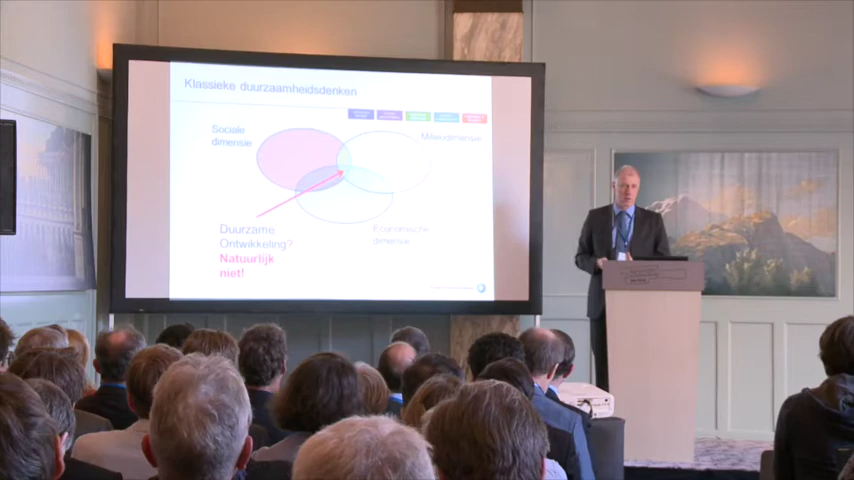 Klassieke duurzaamheidsdenken
Sociale
dimensie
Milieudimensie
Duurzame
Ontwikkeling?
Natuurlijk
niet!
Economische
dimensie